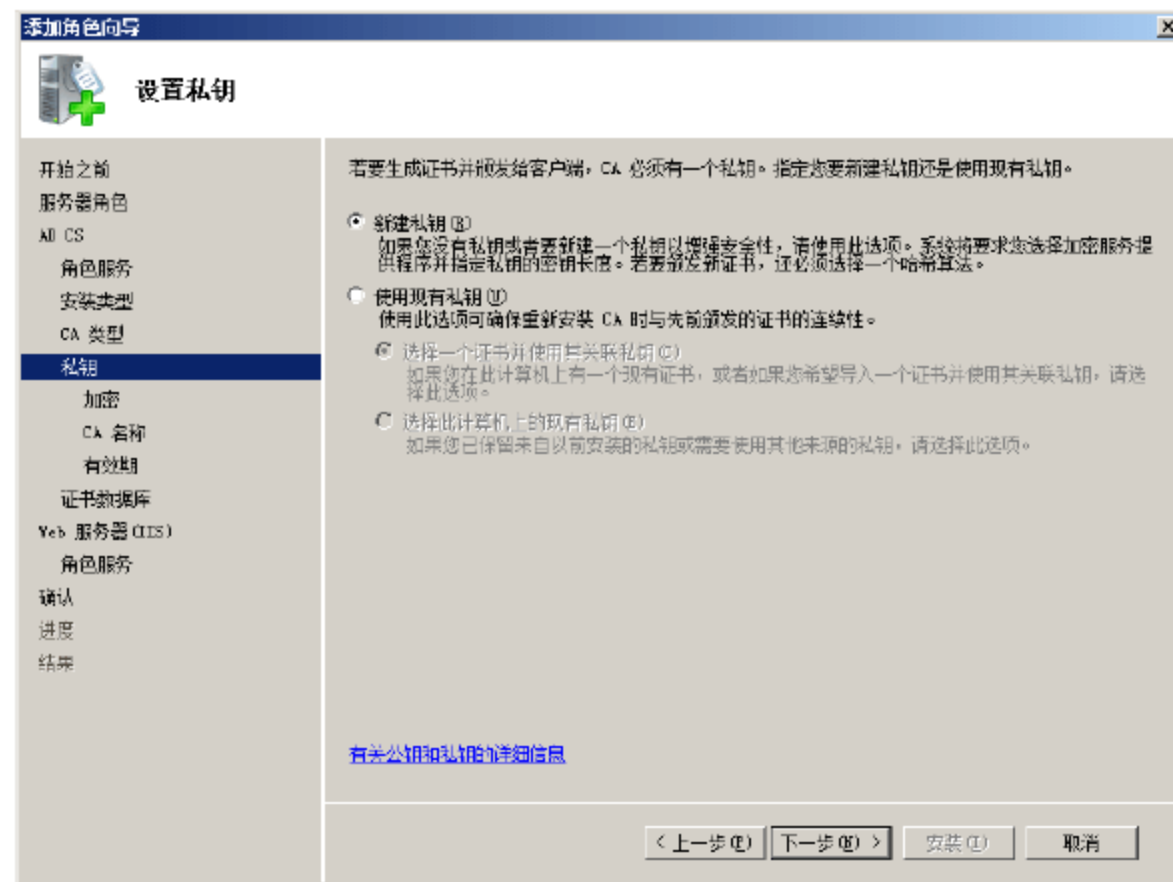 添加角色向导
设置私钥
开始之前
服务器角色
AD CS
角色服务
安装类型
CA 类型
私钥
加密
CA 名称
有效期
证书数据库
Web 服务器(IIS)
角色服务
确认
进度
结果
若要生成证书并颁发给客户端，CA 必须有一个私钥。指定您要新建私钥还是使用现有私钥。
新建私钥(R)
如果您没有私钥或者要新建一个私钥以增强安全性，请使用此选项。系统将要求您选择加密服务提
供程序并指定私钥的密钥长度。若要颁发新证书，还必须选择一个哈希算法。
使用现有私钥(U)
使用此选项可确保重新安装 CA 时与先前颁发的证书的连续性。
选择一个证书并使用其关联私钥(C)
如果您在此计算机上有一个现有证书，或者如果您希望导入一个证书并使用其关联私钥，请选
择此选项。
选择此计算机上的现有私钥(E)
如果您已保留来自以前安装的私钥或需要使用其他来源的私钥，请选择此选项。
有关公钥和私钥的详细信息
< 上一步(P) 下一步(N) > 安装(I) 取消